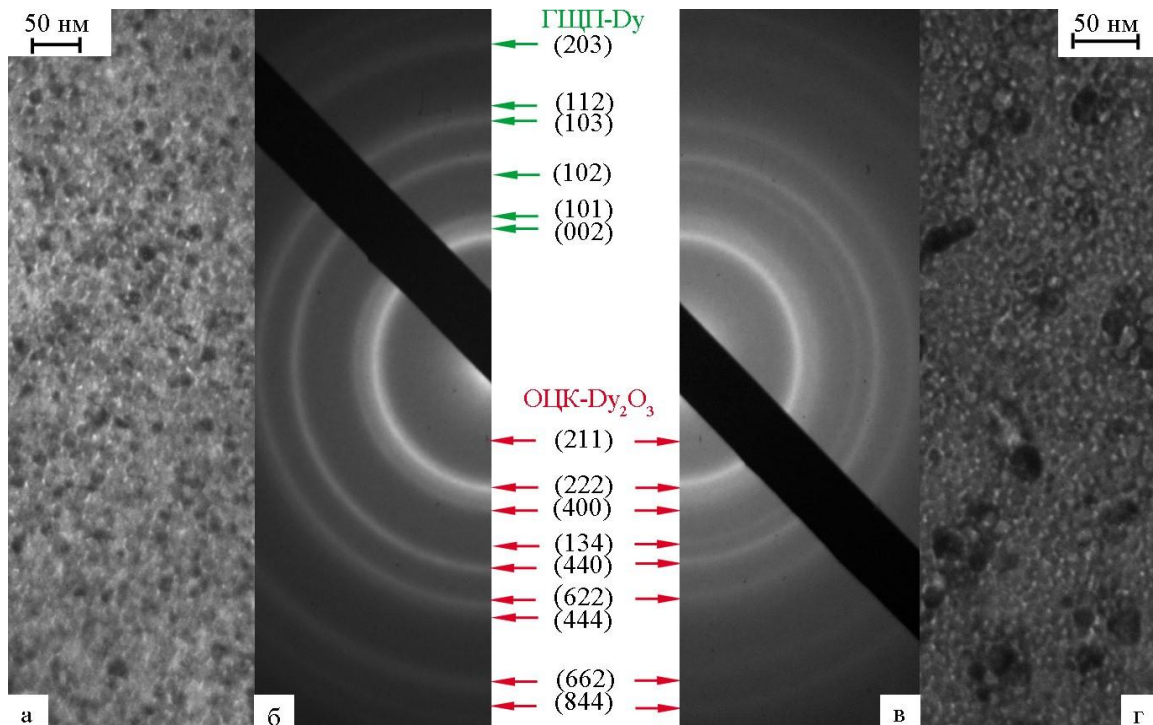 50 нм
ГЩП-Dy
(203)
(112)
(103)
(102)
(101)
(002)
ОЦК-Dy₂O₃
(211)
(222)
(400)
(134)
(440)
(622)
(444)
(662)
(844)
50 нм
а
б
в
г